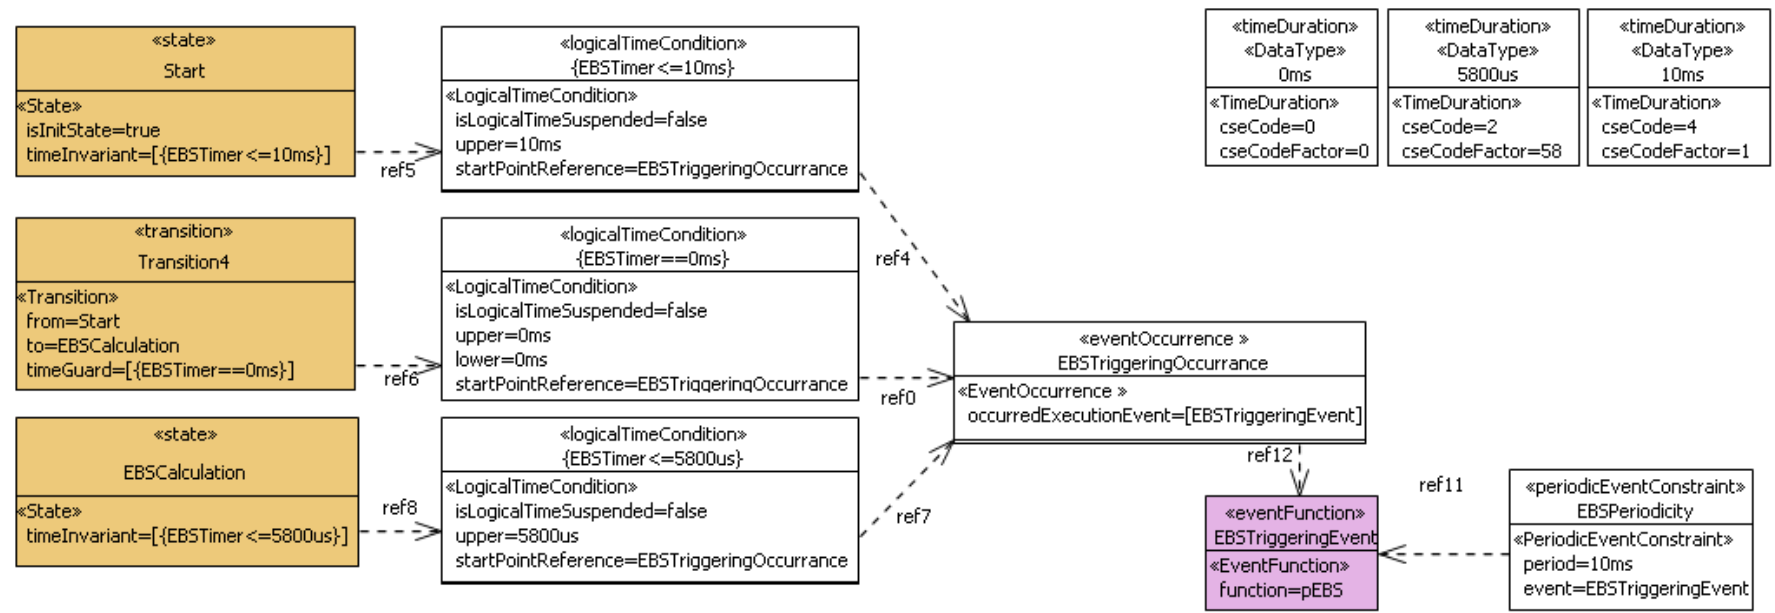 «state»
Start
«State»
isInitState=true
timeInvariant=[{EBSTimer<=10ms}]
ref5
«logicalTimeCondition»
{EBSTimer<=10ms}
«LogicalTimeCondition»
isLogicalTimeSuspended=false
upper=10ms
startPointReference=EBSTriggeringOccurrance
ref4
«timeDuration»
«DataType»
0ms
«TimeDuration»
cseCode=0
cseCodeFactor=0
«timeDuration»
«DataType»
5800us
«TimeDuration»
cseCode=2
cseCodeFactor=58
«timeDuration»
«DataType»
10ms
«TimeDuration»
cseCode=4
cseCodeFactor=1
«transition»
Transition4
«Transition»
from=Start
to=EBSCalculation
timeGuard=[{EBSTimer==0ms}]
ref6
«logicalTimeCondition»
{EBSTimer==0ms}
«LogicalTimeCondition»
isLogicalTimeSuspended=false
upper=0ms
lower=0ms
startPointReference=EBSTriggeringOccurrance
ref0
«eventOccurrence »
EBSTriggeringOccurrance
«EventOccurrence »
occurredExecutionEvent=[EBSTriggeringEvent]
«state»
EBSCalculation
«State»
timeInvariant=[{EBSTimer<=5800us}]
ref8
«logicalTimeCondition»
{EBSTimer<=5800us}
«LogicalTimeCondition»
isLogicalTimeSuspended=false
upper=5800us
startPointReference=EBSTriggeringOccurrance
ref7
ref12
«eventFunction»
EBSTriggeringEvent
«EventFunction»
function=pEBS
ref11
«periodicEventConstraint»
EBSPeriodicity
«PeriodicEventConstraint»
period=10ms
event=EBSTriggeringEvent